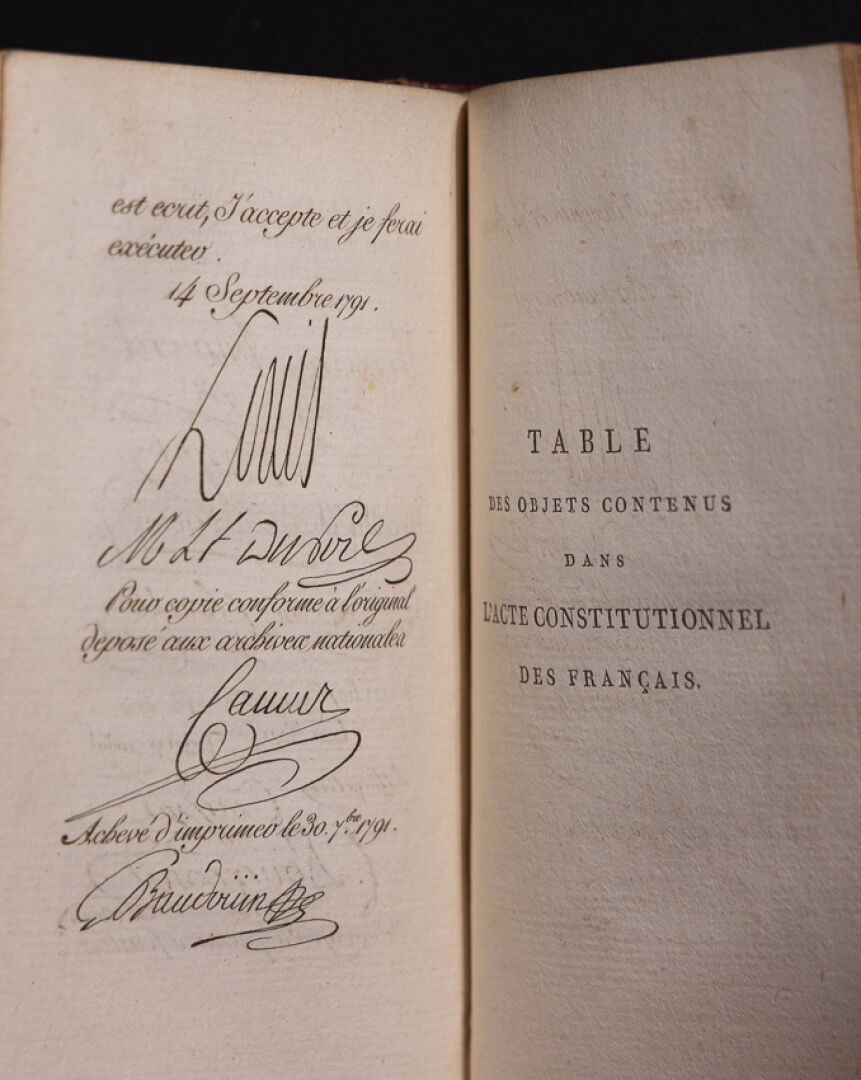 est ecrit, J'accepte et je ferai
exécuter.
14 Septembre 1791.
Louis
M L F Duport
Pour copie conforme à l'original
deposé aux archives nationales
Camus
Achevé d'imprimer le 30. 7.bre 1791.
Baudouin
TABLE
DES OBJETS CONTENUS
DANS
L'ACTE CONSTITUTIONNEL
DES FRANÇAIS.